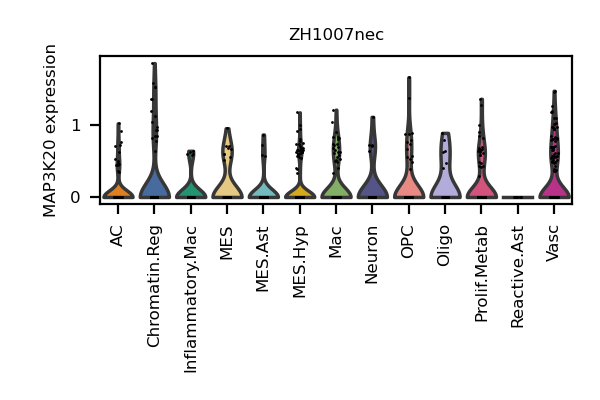 ZH1007nec
MAP3K20 expression
1
0
AC
Chromatin.Reg
Inflammatory.Mac
MES
MES.Ast
MES.Hyp
Mac
Neuron
OPC
Oligo
Prolif.Metab
Reactive.Ast
Vasc